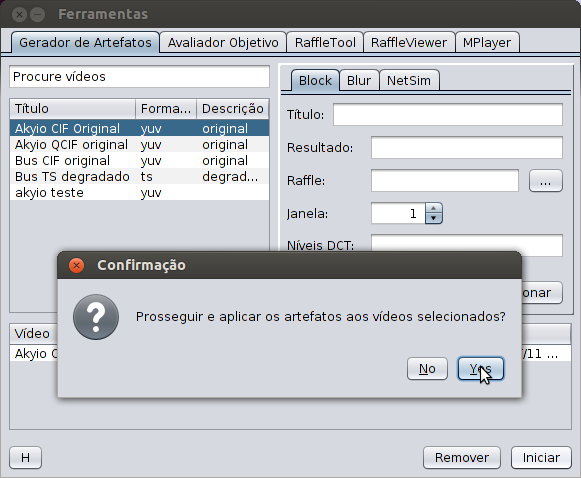 Ferramentas
Gerador de Artefatos Avaliador Objetivo RaffleTool RaffleViewer MPlayer
Procure vídeos
Título Forma... Descrição
Akyio CIF Original yuv original
Akyio QCIF original yuv original
Bus CIF original yuv original
Bus TS degradado ts degrad...
akyio teste yuv
Block Blur NetSim
Título:
Resultado:
Raffle: ...
Janela: 1
Níveis DCT:
onar
Confirmação
Prosseguir e aplicar os artefatos aos vídeos selecionados?
No Yes
Vídeo
Akyio C /11 ...
H Remover Iniciar